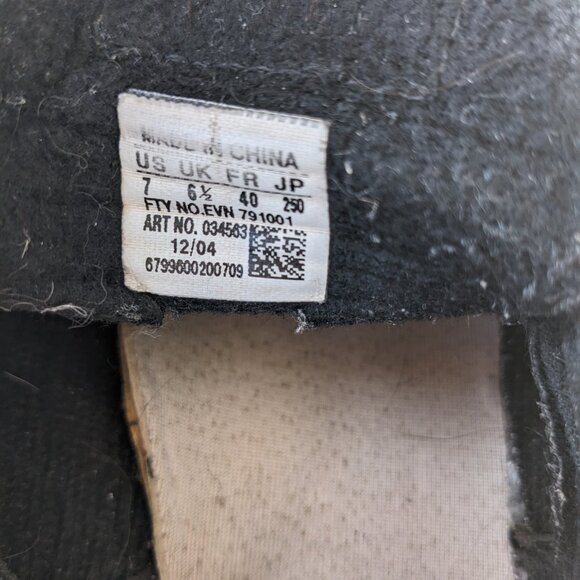 MADE IN CHINA
US UK FR JP
7 6½ 40 250
FTY NO.EVN 791001
ART NO. 034563
12/04
6799600200709